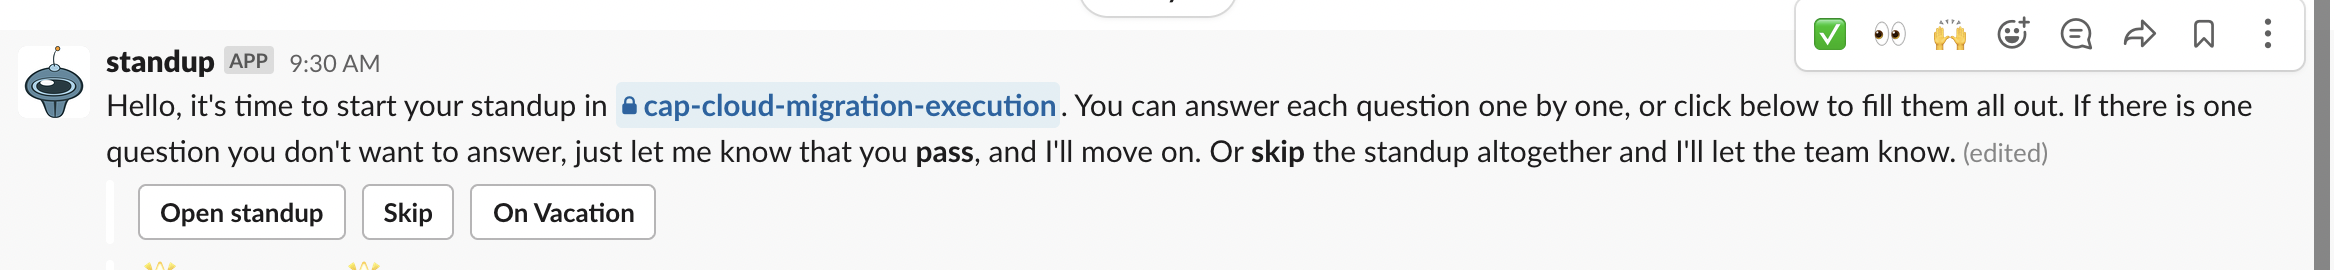 standup APP 9:30 AM
Hello, it's time to start your standup in cap-cloud-migration-execution. You can answer each question one by one, or click below to fill them all out. If there is one
question you don't want to answer, just let me know that you pass, and I'll move on. Or skip the standup altogether and I'll let the team know. (edited)
Open standup Skip On Vacation